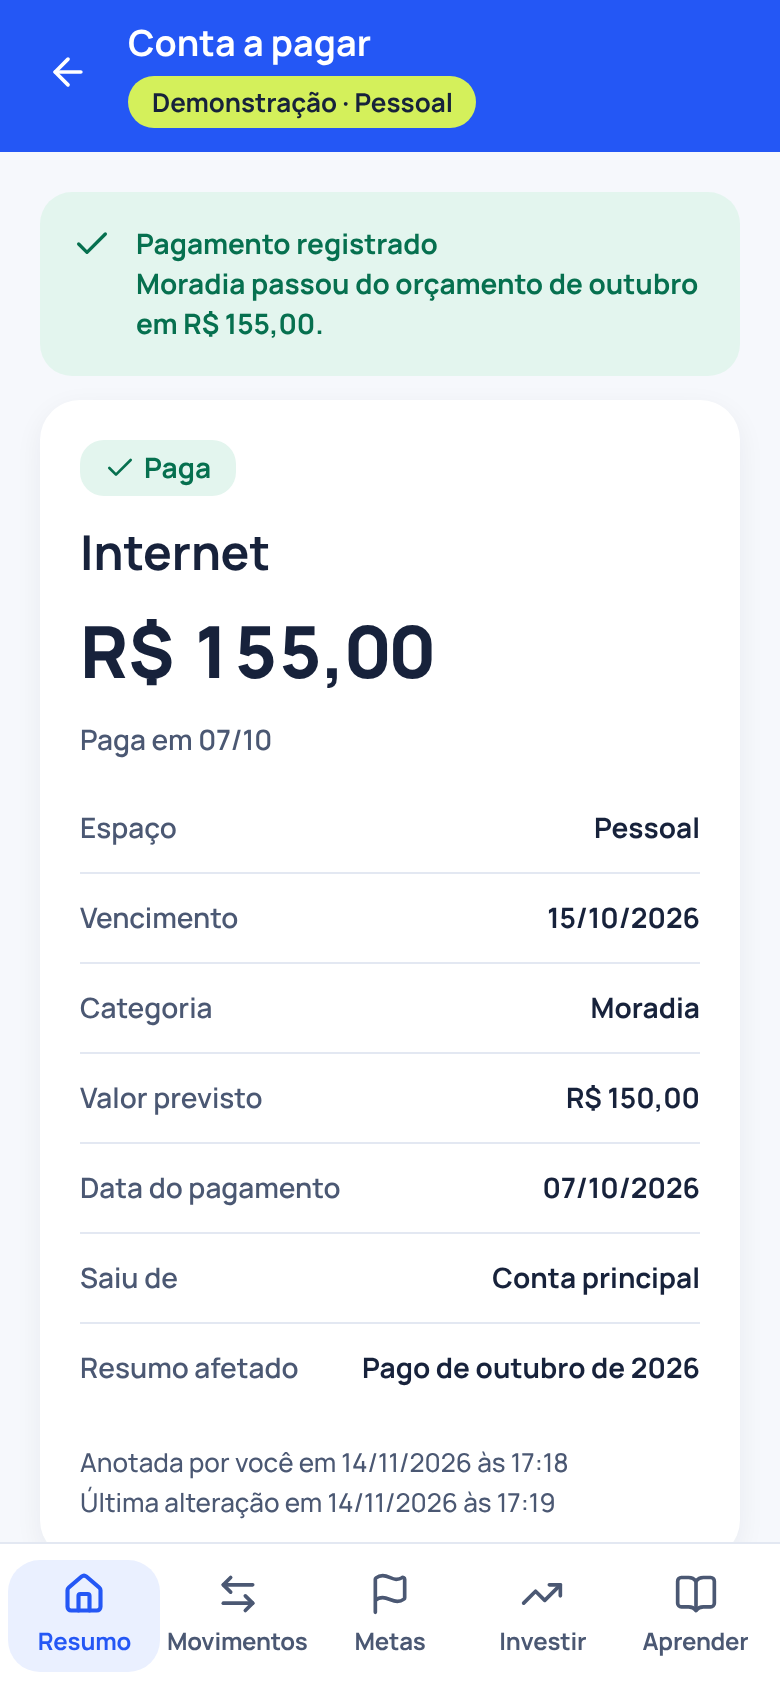 Conta a pagar
Demonstração · Pessoal
Pagamento registrado
Moradia passou do orçamento de outubro
em R$ 155,00.
Paga
Internet
R$ 155,00
Paga em 07/10
Espaço Pessoal
Vencimento 15/10/2026
Categoria Moradia
Valor previsto R$ 150,00
Data do pagamento 07/10/2026
Saiu de Conta principal
Resumo afetado Pago de outubro de 2026
Anotada por você em 14/11/2026 às 17:18
Última alteração em 14/11/2026 às 17:19
Resumo Movimentos Metas Investir Aprender